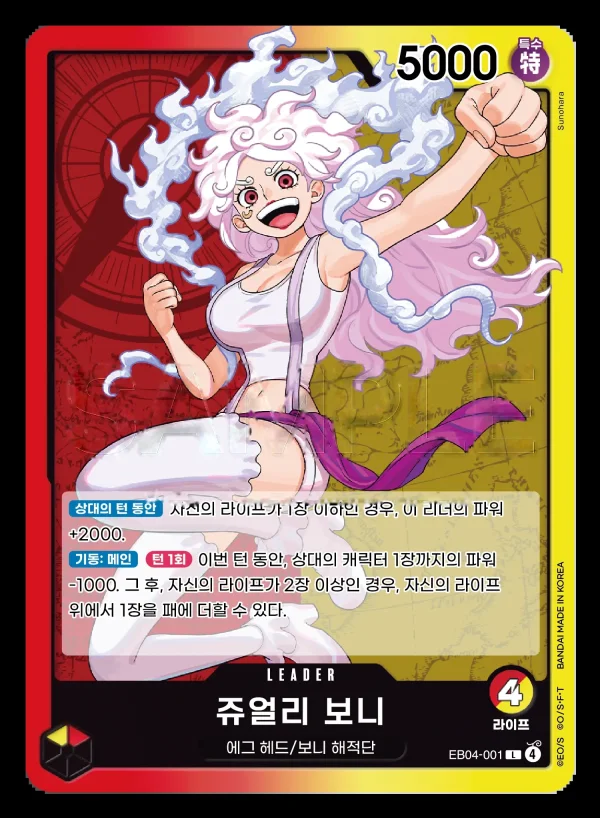 5000
특수
特
Sunohara
SAMPLE
상대의 턴 동안 자신의 라이프가 1장 이하인 경우, 이 리더의 파워
+2000.
기동: 메인 턴 1회 이번 턴 동안, 상대의 캐릭터 1장까지의 파워
-1000. 그 후, 자신의 라이프가 2장 이상인 경우, 자신의 라이프
위에서 1장을 패에 더할 수 있다.
LEADER
쥬얼리 보니
에그 헤드/보니 해적단
4
라이프
EB04-001 L 4
©EO/S ©O/S·F·T BANDAI MADE IN KOREA